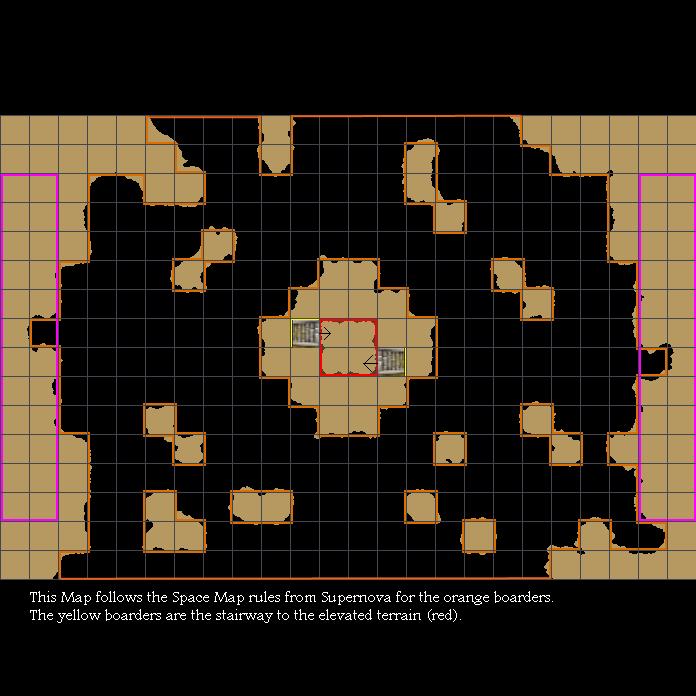 This Map follows the Space Map rules from Supernova for the orange boarders.
The yellow boarders are the stairway to the elevated terrain (red).